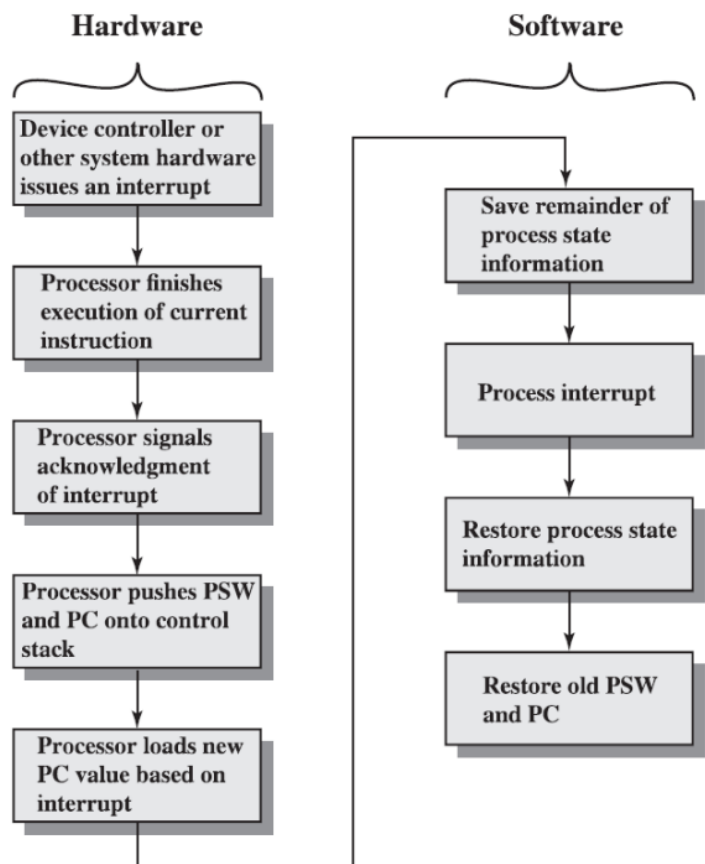 Hardware
Device controller or
other system hardware
issues an interrupt
Processor finishes
execution of current
instruction
Processor signals
acknowledgment
of interrupt
Processor pushes PSW
and PC onto control
stack
Processor loads new
PC value based on
interrupt
Software
Save remainder of
process state
information
Process interrupt
Restore process state
information
Restore old PSW
and PC